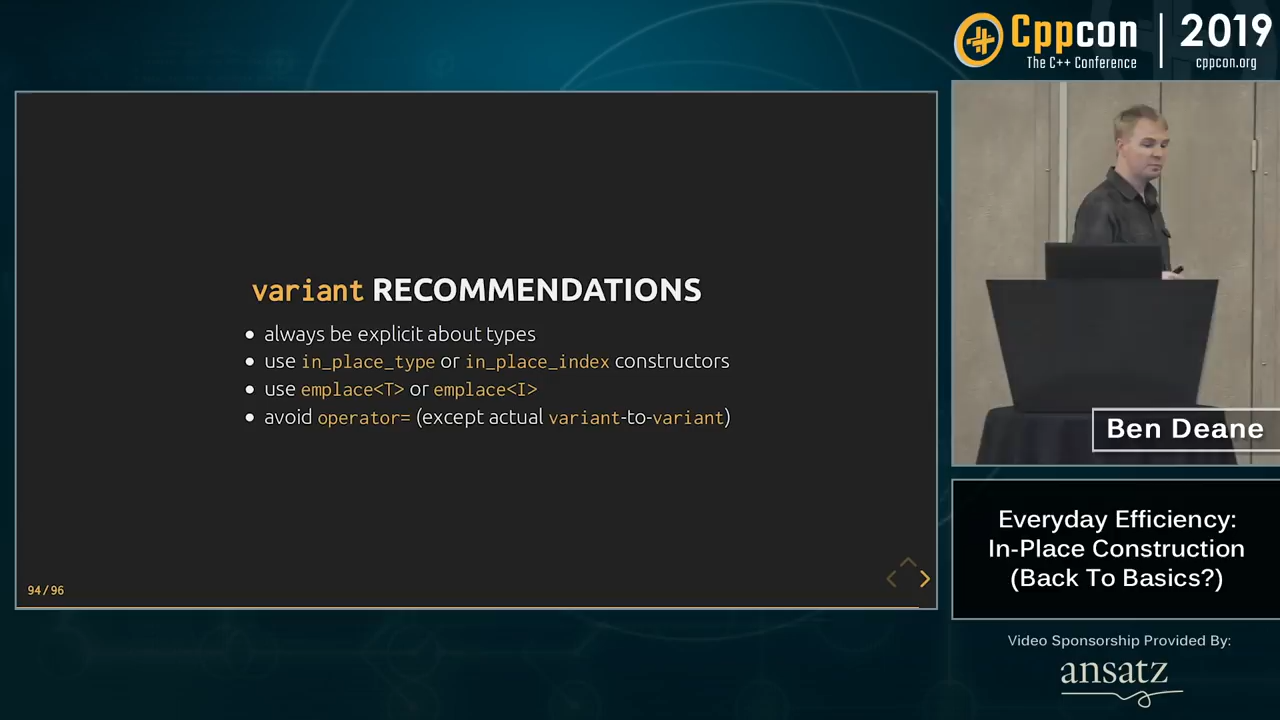 Cppcon
The C++ Conference
2019
cppcon.org
variant RECOMMENDATIONS
• always be explicit about types
• use in_place_type or in_place_index constructors
• use emplace<T> or emplace<I>
• avoid operator= (except actual variant-to-variant)
94/96
Ben Deane
Everyday Efficiency:
In-Place Construction
(Back To Basics?)
Video Sponsorship Provided By:
ansatz